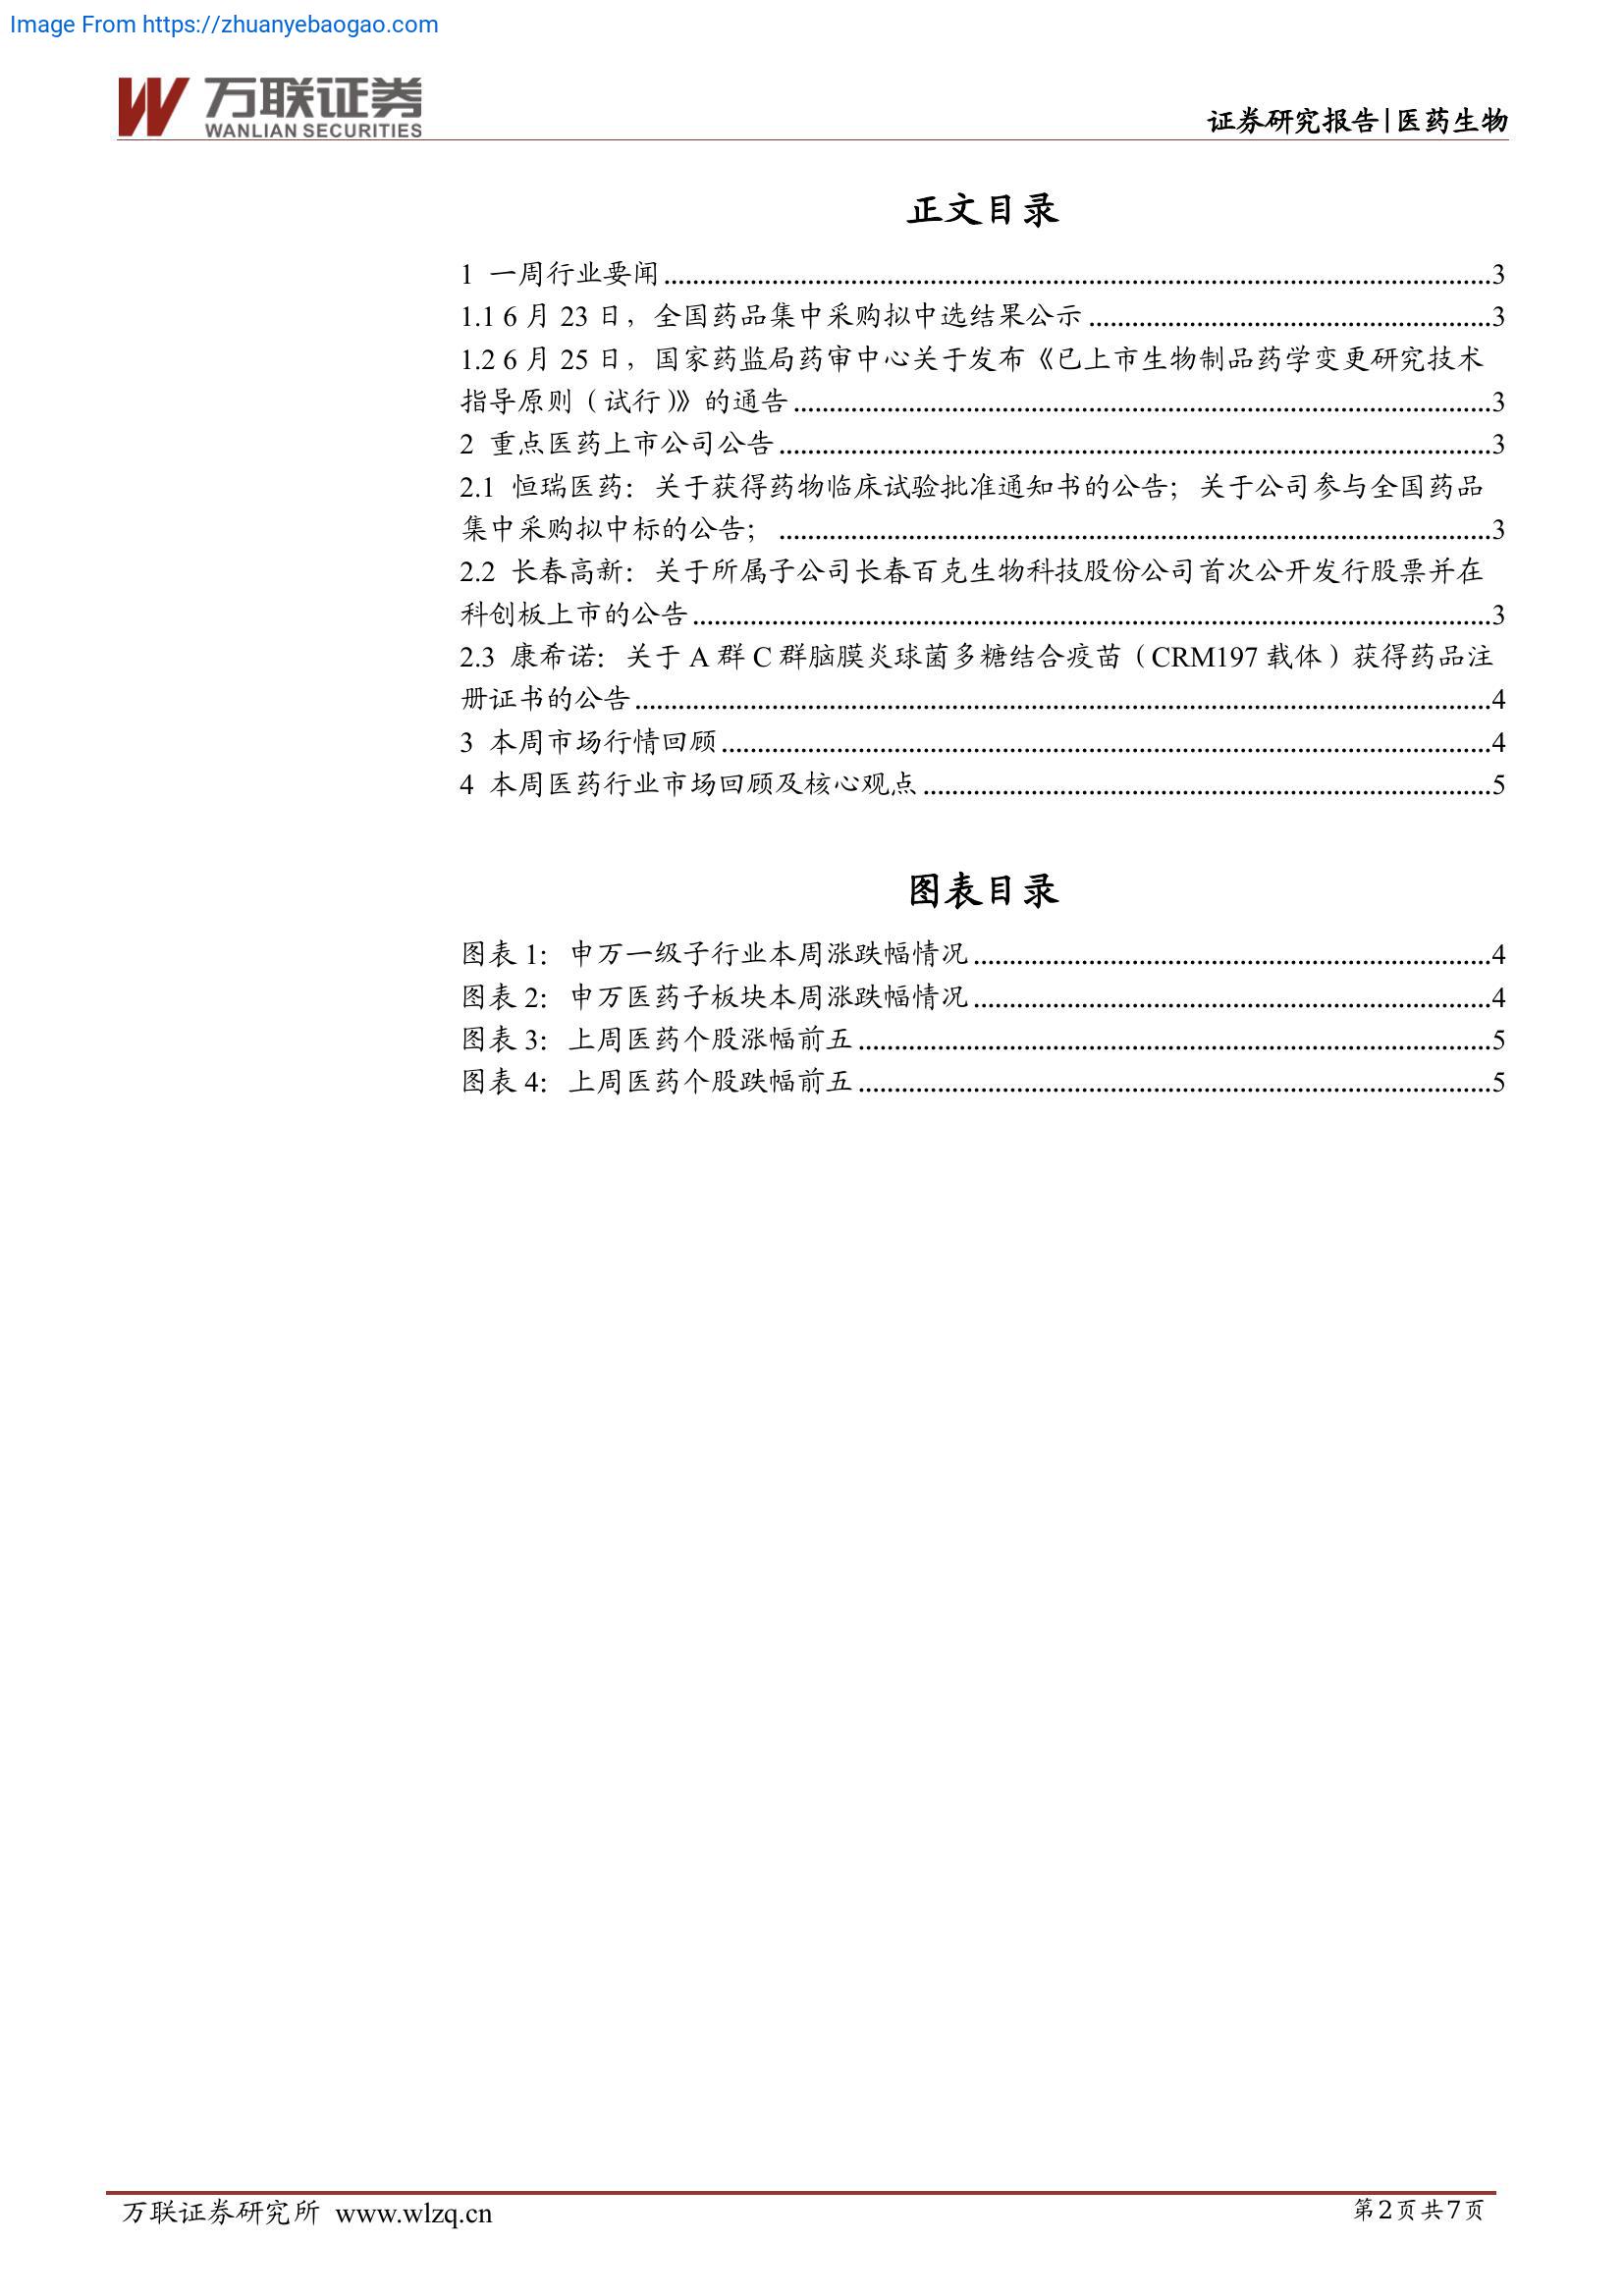 Image From https://zhuanyebaogao.com
万联证券
WANLIAN SECURITIES
证券研究报告|医药生物
正文目录
1 一周行业要闻........................................3
1.1 6 月 23 日，全国药品集中采购拟中选结果公示........................................3
1.2 6 月 25 日，国家药监局药审中心关于发布《已上市生物制品药学变更研究技术
指导原则（试行）》的通告........................................3
2 重点医药上市公司公告........................................3
2.1 恒瑞医药：关于获得药物临床试验批准通知书的公告；关于公司参与全国药品
集中采购拟中标的公告；........................................3
2.2 长春高新：关于所属子公司长春百克生物科技股份公司首次公开发行股票并在
科创板上市的公告........................................3
2.3 康希诺：关于 A 群 C 群脑膜炎球菌多糖结合疫苗（CRM197 载体）获得药品注
册证书的公告........................................4
3 本周市场行情回顾........................................4
4 本周医药行业市场回顾及核心观点........................................5
图表目录
图表 1：申万一级子行业本周涨跌幅情况........................................4
图表 2：申万医药子板块本周涨跌幅情况........................................4
图表 3：上周医药个股涨幅前五........................................5
图表 4：上周医药个股跌幅前五........................................5
万联证券研究所 www.wlzq.cn
第2页共7页